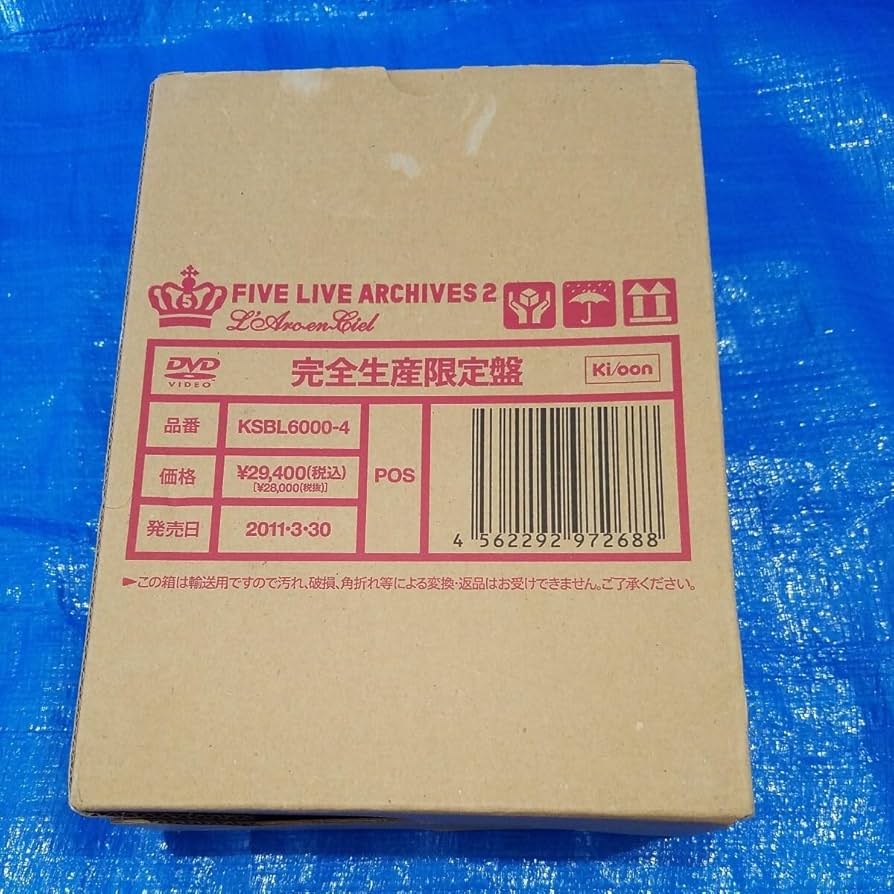 5 FIVE LIVE ARCHIVES 2
L'Arc~en~Ciel
DVD VIDEO 完全生産限定盤 Ki/oon
品番 KSBL6000-4
価格 ¥29,400(税込)
[¥28,000(税抜)]
POS
発売日 2011・3・30
4 562292 972688
►この箱は輸送用ですので汚れ、破損、角折れ等による変換・返品はお受けできません。ご了承ください。